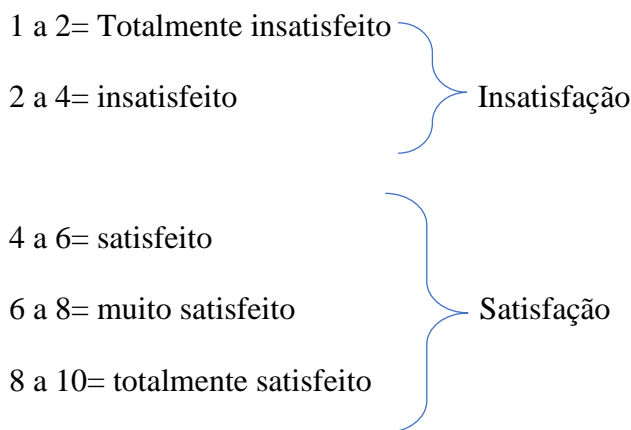 1 a 2= Totalmente insatisfeito
2 a 4= insatisfeito
Insatisfação
4 a 6= satisfeito
6 a 8= muito satisfeito
Satisfação
8 a 10= totalmente satisfeito